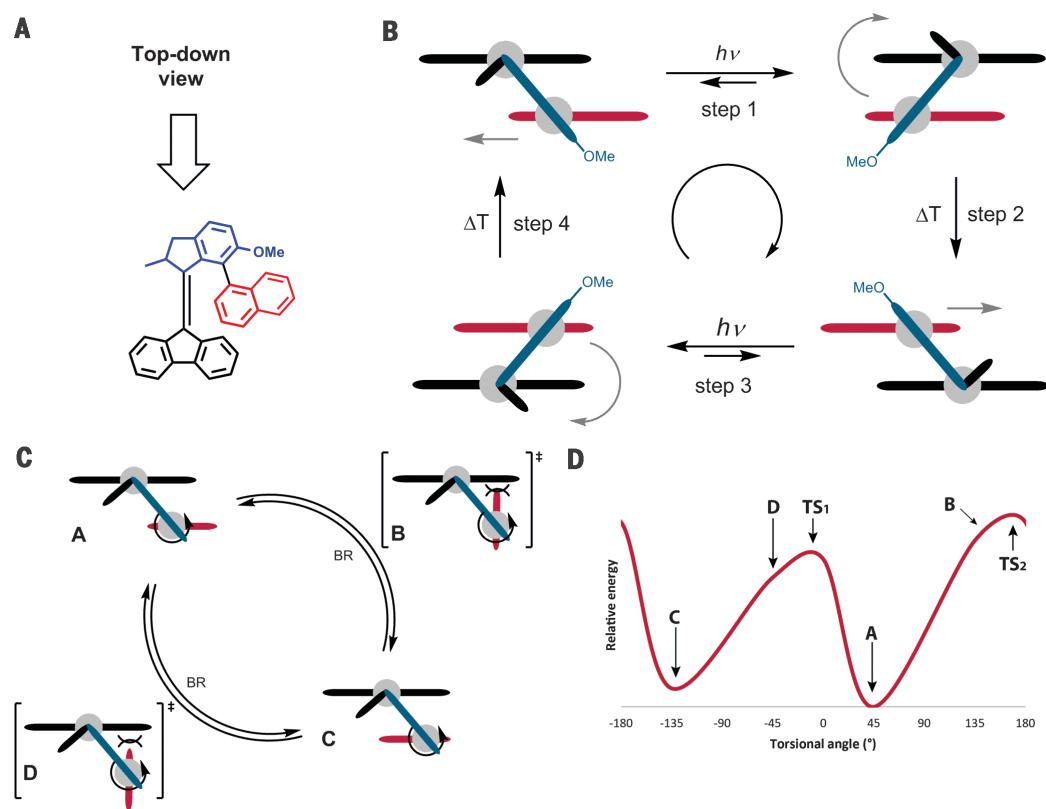 A
Top-down
view
OMe
B
hν
step 1
OMe
MeO
ΔT
step 4
ΔT
step 2
OMe
MeO
hν
step 3
C
A
BR
B
‡
BR
C
D
‡
D
Relative energy
C
D
TS1
A
B
TS2
-180
-135
-90
-45
0
45
90
135
180
Torsional angle (°)